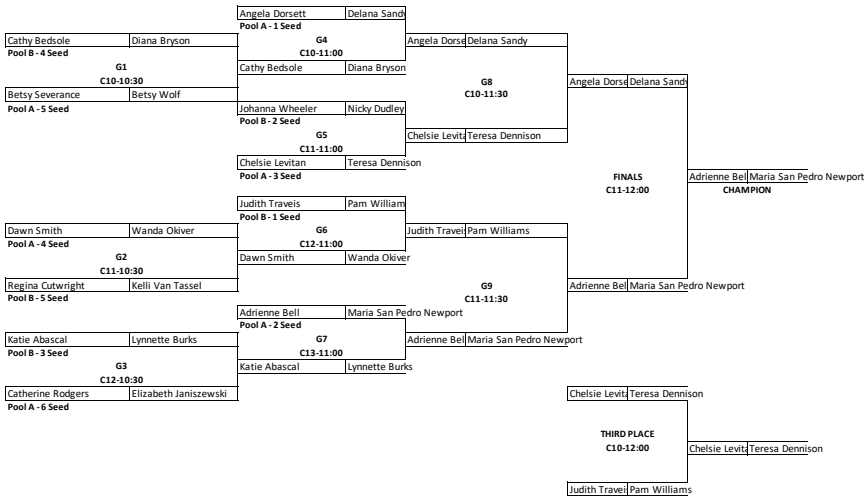 Angela Dorsett Delana Sandy
Pool A - 1 Seed
Cathy Bedsole Diana Bryson G4 Angela Dorse Delana Sandy
Pool B - 4 Seed C10-11:00
G1 Cathy Bedsole Diana Bryson
C10-10:30 G8 Angela Dorse Delana Sandy
Betsy Severance Betsy Wolf C10-11:30
Pool A - 5 Seed Johanna Wheeler Nicky Dudley
Pool B - 2 Seed
G5 Chelsie Levita Teresa Dennison
C11-11:00
Chelsie Levitan Teresa Dennison
Pool A - 3 Seed FINALS Adrienne Bel Maria San Pedro Newport
C11-12:00 CHAMPION
Judith Traveis Pam William
Pool B - 1 Seed
Dawn Smith Wanda Okiver G6 Judith Traveis Pam Williams
Pool A - 4 Seed C12-11:00
G2 Dawn Smith Wanda Okiver
C11-10:30
Regina Cutwright Kelli Van Tassel G9 Adrienne Bel Maria San Pedro Newport
Pool B - 5 Seed C11-11:30
Adrienne Bell Maria San Pedro Newport
Pool A - 2 Seed
Katie Abascal Lynnette Burks G7 Adrienne Bel Maria San Pedro Newport
Pool B - 3 Seed C13-11:00
G3 Katie Abascal Lynnette Burks
C12-10:30
Catherine Rodgers Elizabeth Janiszewski Chelsie Levita Teresa Dennison
Pool A - 6 Seed
THIRD PLACE
C10-12:00 Chelsie Levita Teresa Dennison
Judith Traveis Pam Williams